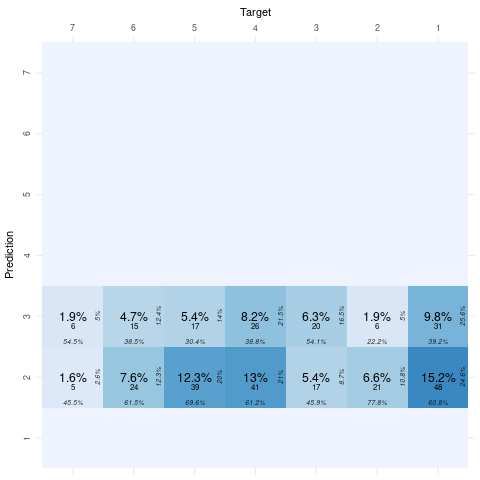 Target
7 6 5 4 3 2 1
Prediction
7
6
5
4
3
1.9% 4.7% 5.4% 8.2% 6.3% 1.9% 9.8%
6 15 17 26 20 6 31
5% 12.4% 14% 21.5% 16.5% 5% 25.6%
54.5% 38.5% 30.4% 38.8% 54.1% 22.2% 39.2%
2
1.6% 7.6% 12.3% 13% 5.4% 6.6% 15.2%
5 24 39 41 17 21 48
2.6% 12.3% 20% 21% 8.7% 10.8% 24.6%
45.5% 61.5% 69.6% 61.2% 45.9% 77.8% 60.8%
1